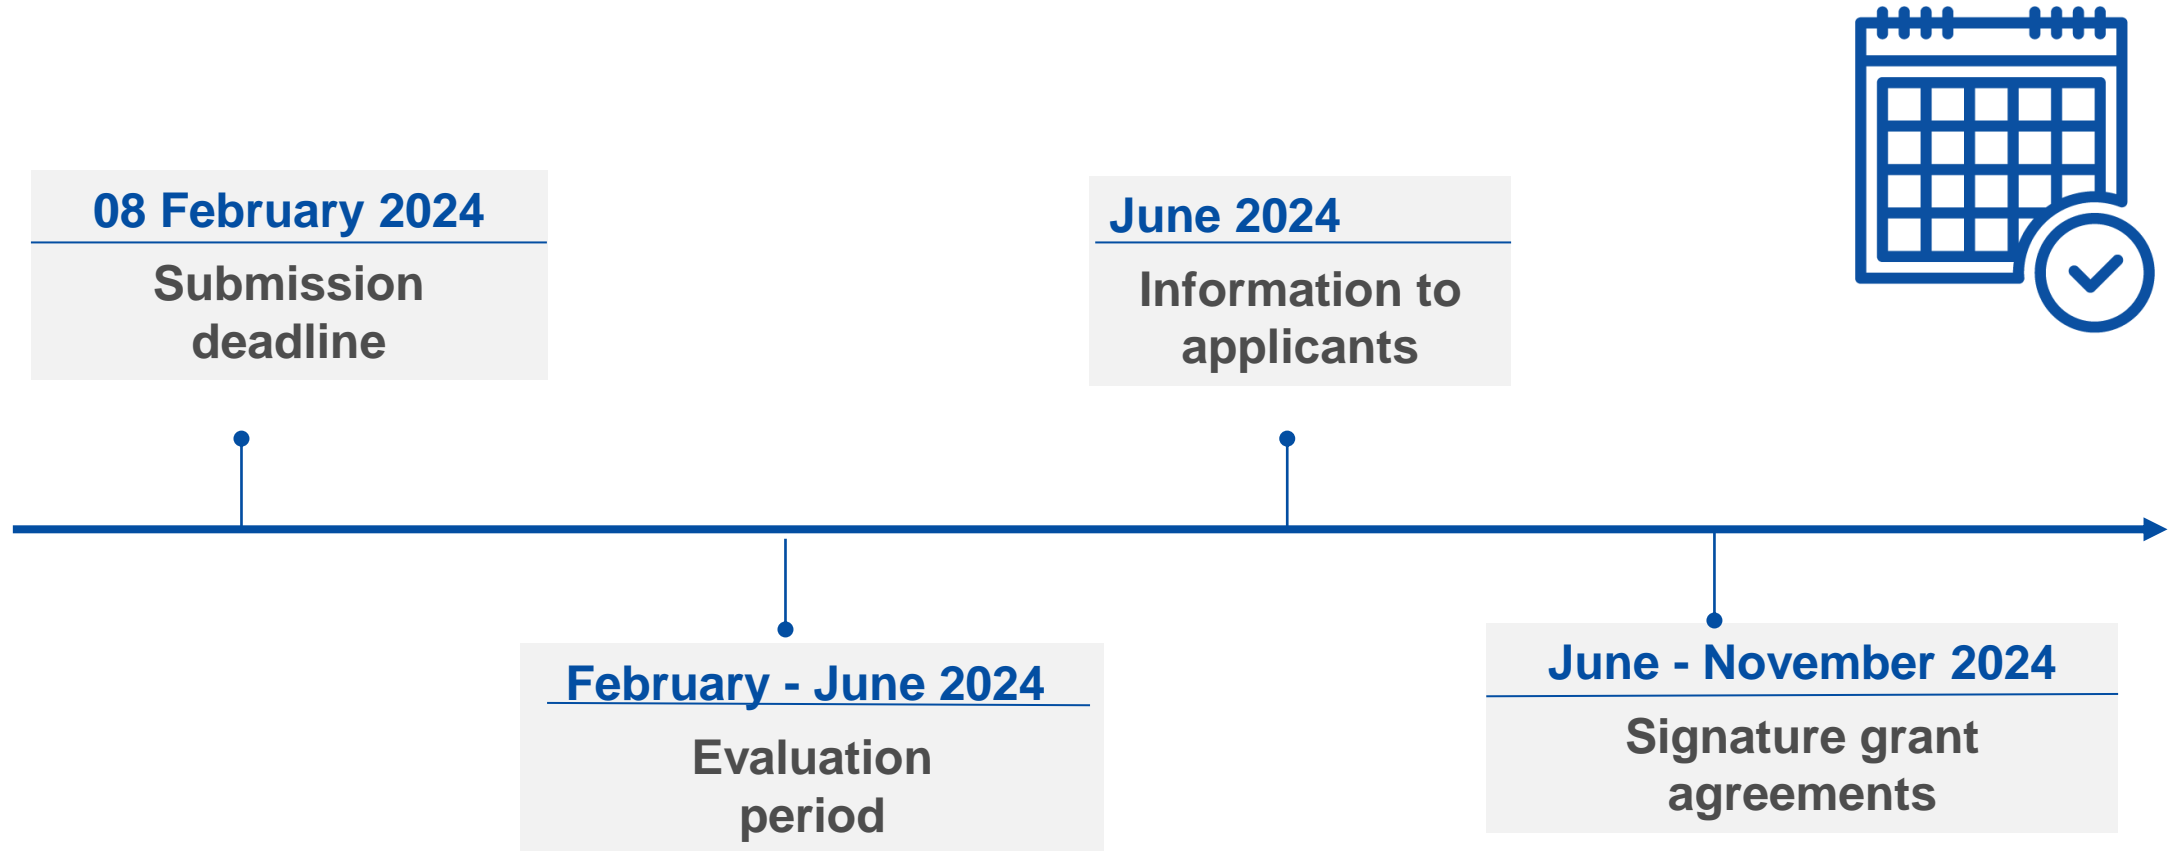 08 February 2024
Submission
deadline
February - June 2024
Evaluation
period
June 2024
Information to
applicants
June - November 2024
Signature grant
agreements